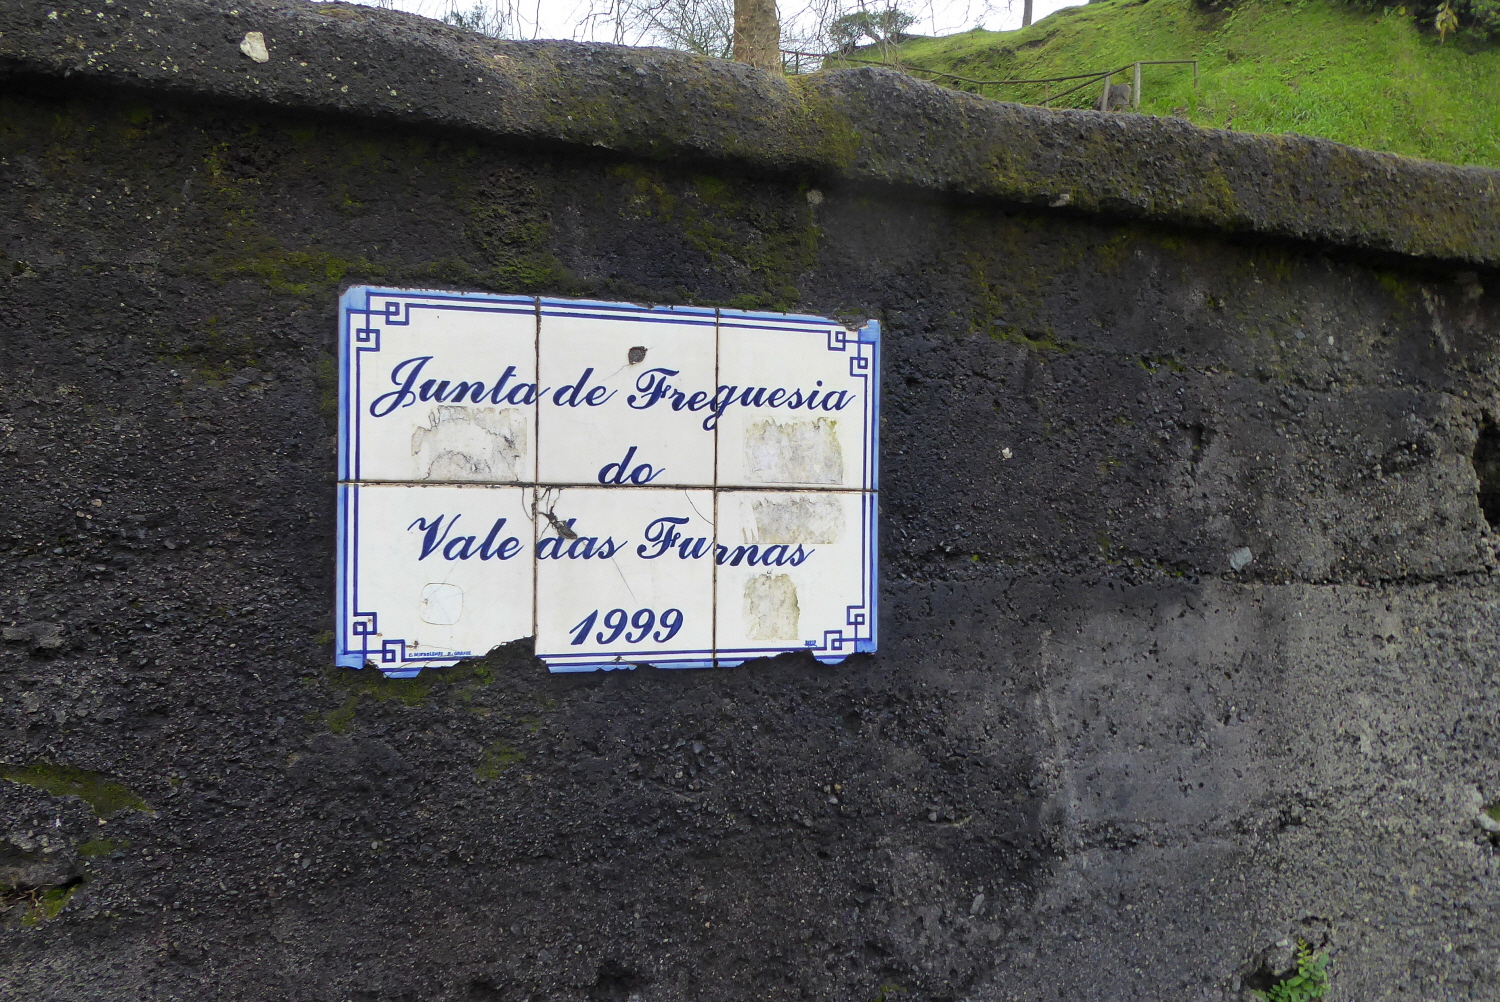 Junta de Freguesia
do
Vale das Furnas
1999